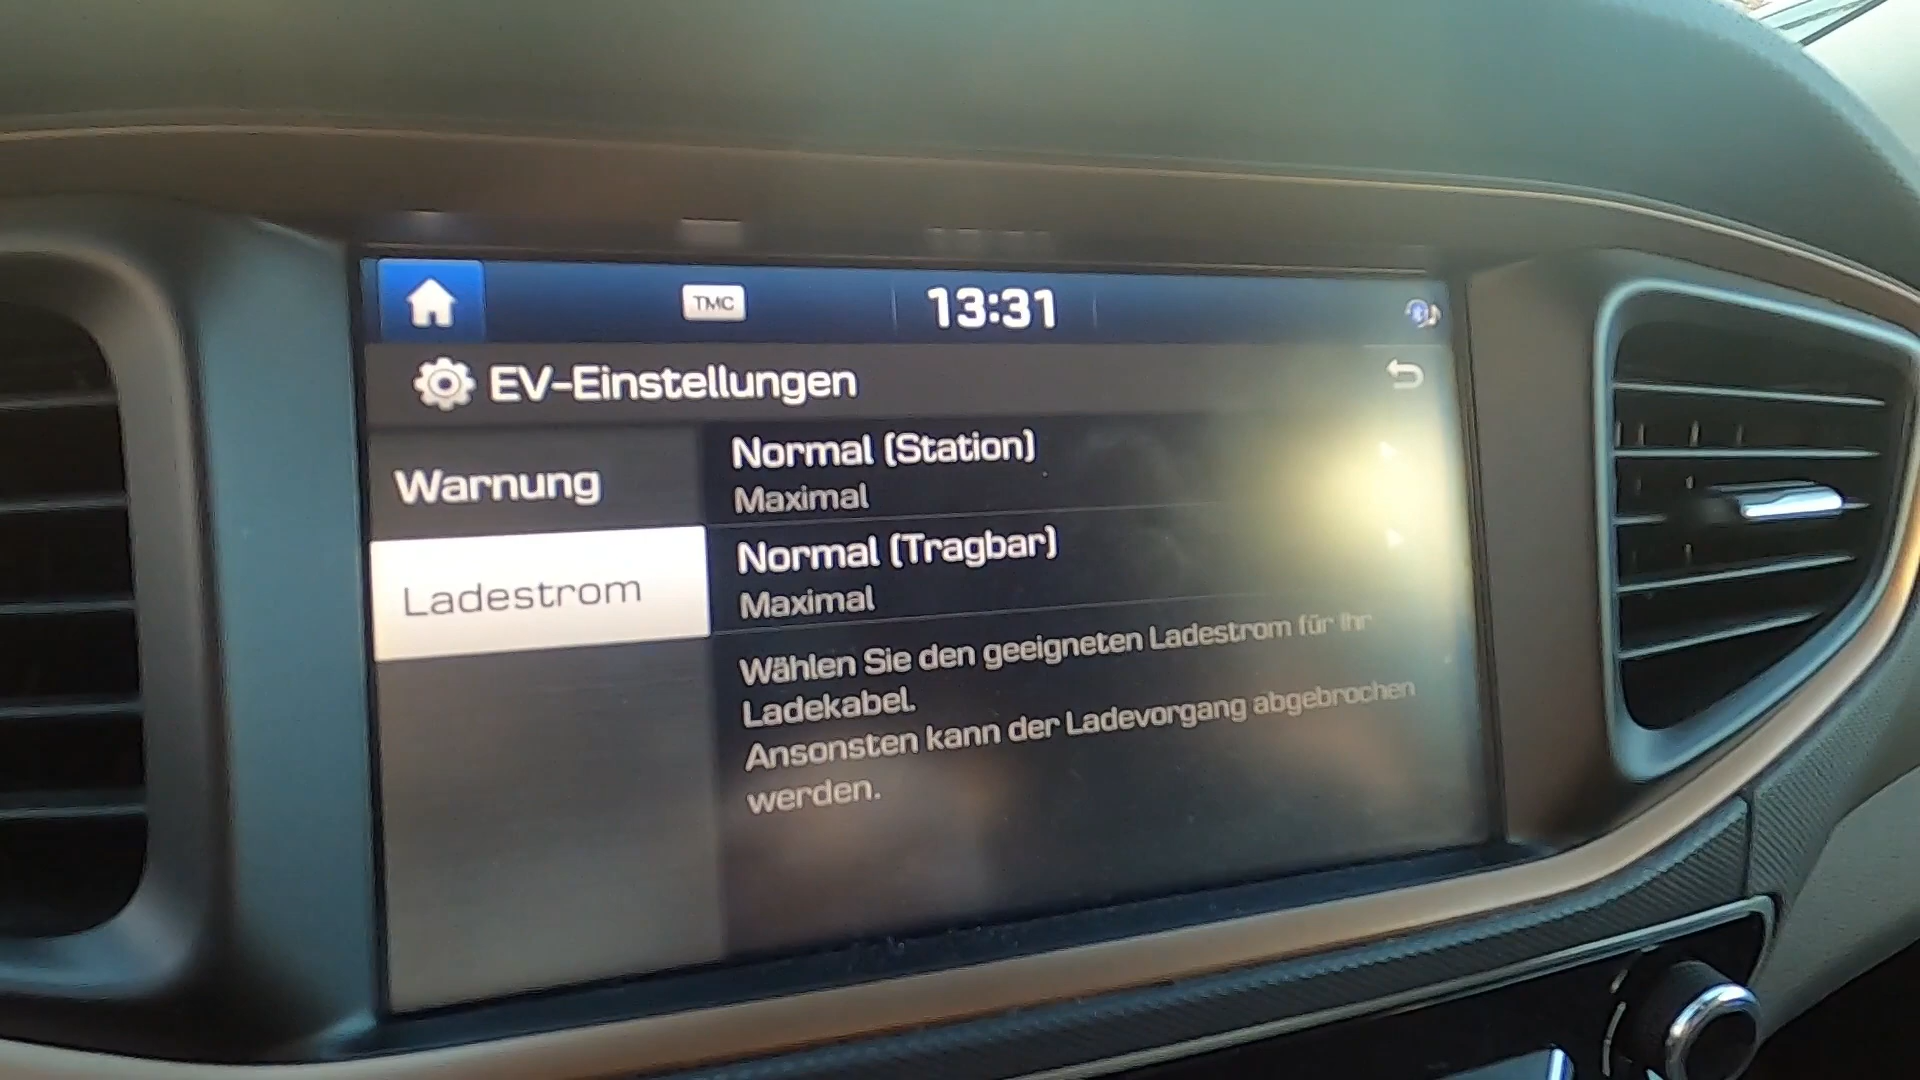 TMC
13:31
EV-Einstellungen
Warnung
Ladestrom
Normal (Station)
Maximal
Normal (Tragbar)
Maximal
Wählen Sie den geeigneten Ladestrom für Ihr
Ladekabel.
Ansonsten kann der Ladevorgang abgebrochen
werden.